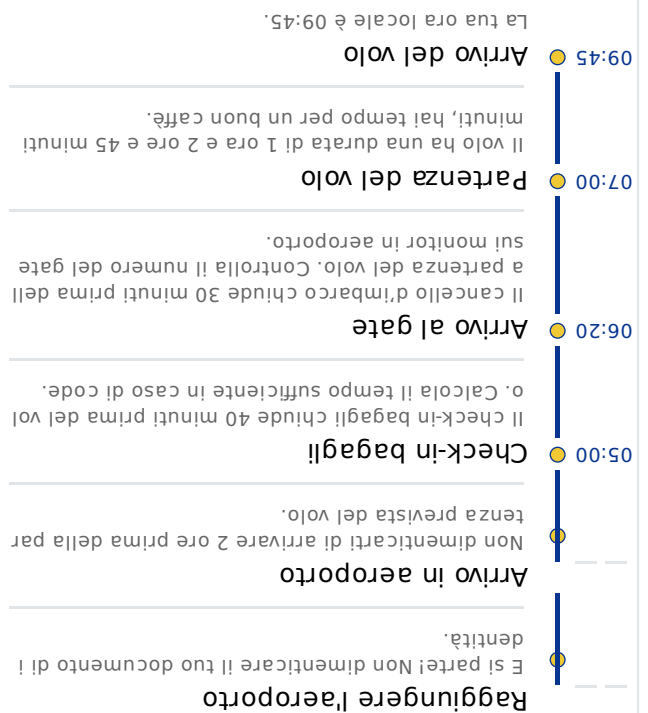 Raggiungere l'aeroporto
E si parte! Non dimenticare il tuo documento di i
dentità.
Arrivo in aeroporto
Non dimenticarti di arrivare 2 ore prima della par
tenza prevista del volo.
05:00 Check-in bagagli
Il check-in bagagli chiude 40 minuti prima del vol
o. Calcola il tempo sufficiente in caso di code.
06:20 Arrivo al gate
Il cancello d'imbarco chiude 30 minuti prima dell
a partenza del volo. Controlla il numero del gate
sui monitor in aeroporto.
07:00 Partenza del volo
Il volo ha una durata di 1 ora e 2 ore e 45 minuti
minuti, hai tempo per un buon caffè.
09:45 Arrivo del volo
La tua ora locale è 09:45.